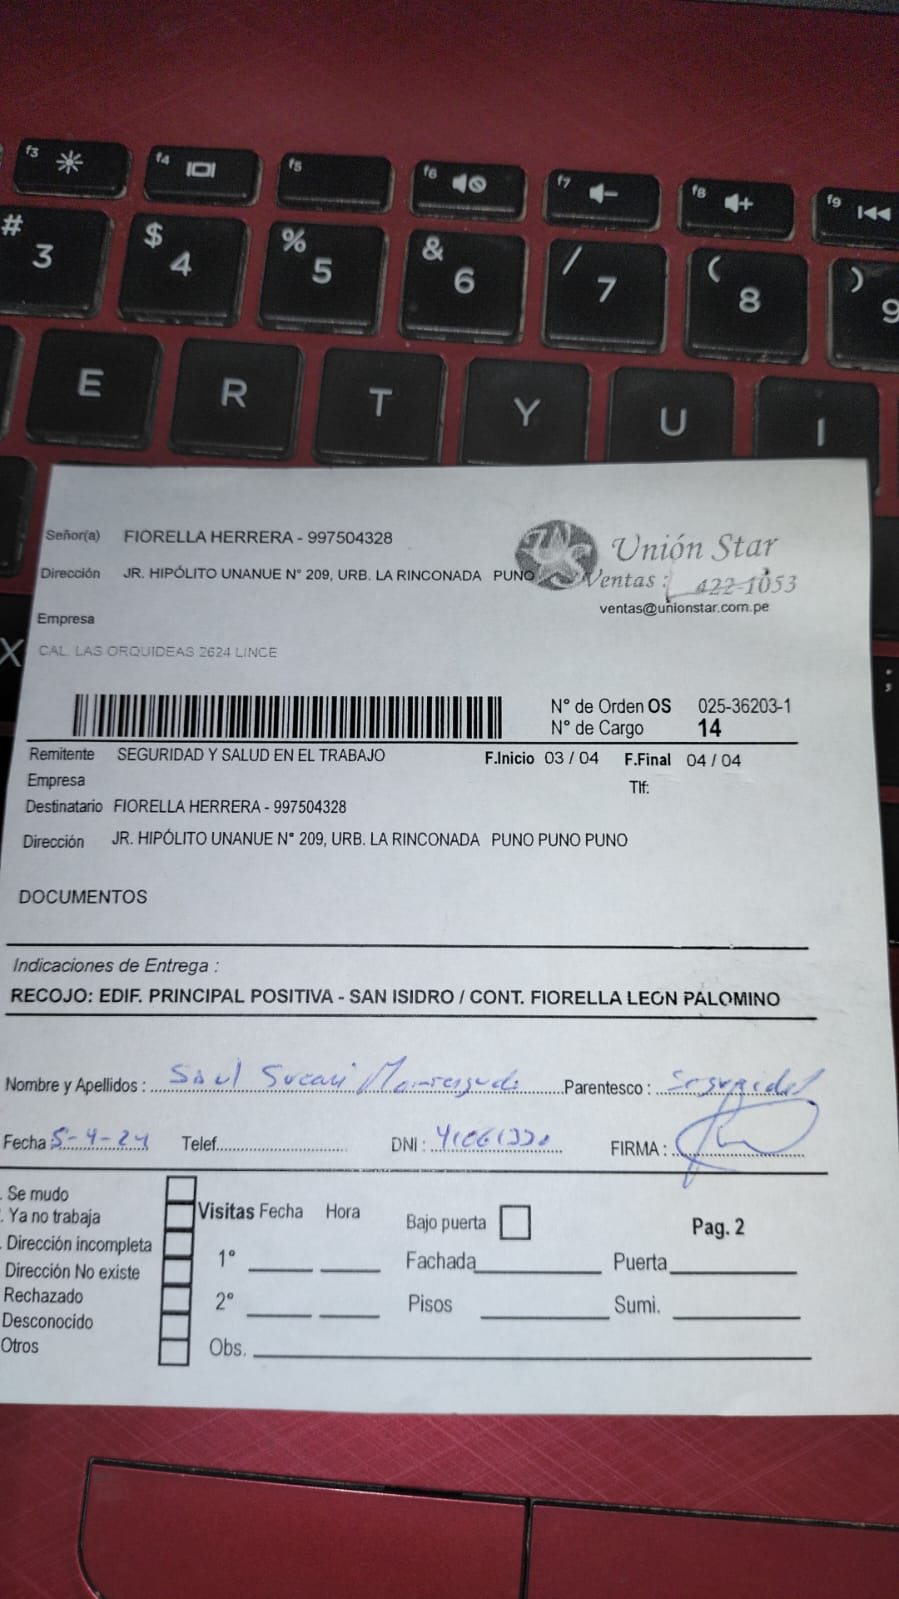 f3 f4 f5 f6 f7 f8 f9
# 3 $ 4 % 5 & 6 / 7 ( 8 ) 9
E R T Y U I
X ;
Señor(a) FIORELLA HERRERA - 997504328
Unión Star
Dirección JR. HIPÓLITO UNANUE N° 209, URB. LA RINCONADA PUNO
Ventas : 422-1053
ventas@unionstar.com.pe
Empresa
CAL. LAS ORQUIDEAS 2624 LINCE
N° de Orden OS 025-36203-1
N° de Cargo 14
Remitente SEGURIDAD Y SALUD EN EL TRABAJO F.Inicio 03 / 04 F.Final 04 / 04
Empresa Tlf:
Destinatario FIORELLA HERRERA - 997504328
Dirección JR. HIPÓLITO UNANUE N° 209, URB. LA RINCONADA PUNO PUNO PUNO
DOCUMENTOS
Indicaciones de Entrega :
RECOJO: EDIF. PRINCIPAL POSITIVA - SAN ISIDRO / CONT. FIORELLA LEON PALOMINO
Nombre y Apellidos : Saul Sucari Parentesco : Seguridad
Fecha 5-4-24 Telef. DNI : FIRMA :
Se mudo
Ya no trabaja
Dirección incompleta
Dirección No existe
Rechazado
Desconocido
Otros
Visitas Fecha Hora
1°
2°
Obs.
Bajo puerta Pag. 2
Fachada Puerta
Pisos Sumi.